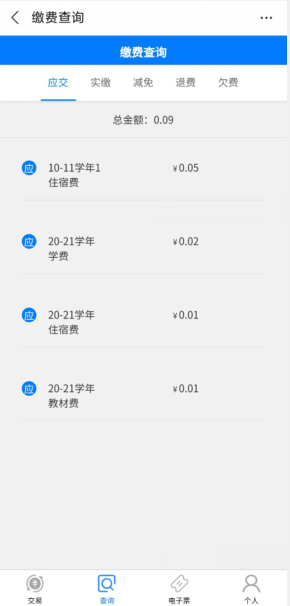 缴费查询
缴费查询
应交 实缴 减免 退费 欠费
总金额：0.09
应 10-11学年1 ¥0.05
住宿费
应 20-21学年 ¥0.02
学费
应 20-21学年 ¥0.01
住宿费
应 20-21学年 ¥0.01
教材费
交易 查询 电子票 个人